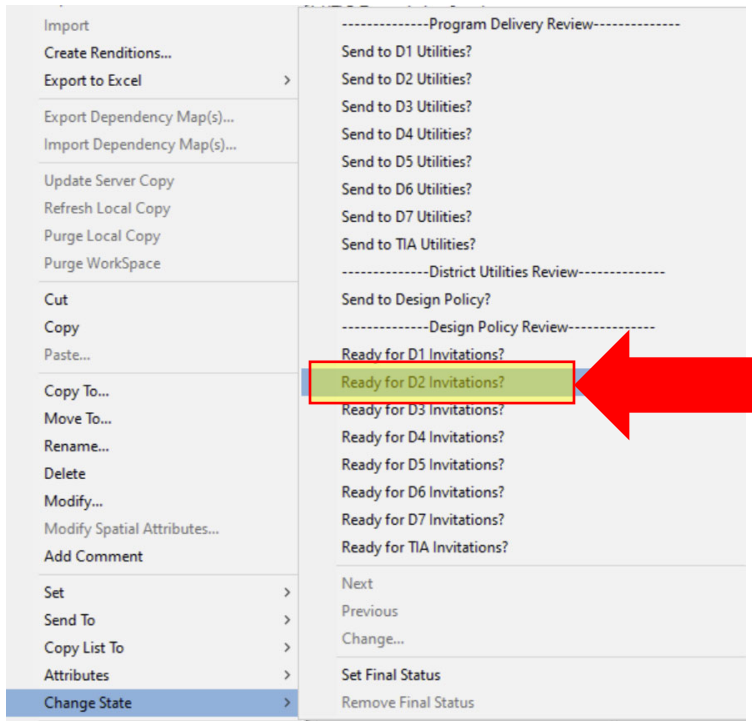 Import
Create Renditions...
Export to Excel >
Export Dependency Map(s)...
Import Dependency Map(s)...
Update Server Copy
Refresh Local Copy
Purge Local Copy
Purge WorkSpace
Cut
Copy
Paste...
Copy To...
Move To...
Rename...
Delete
Modify...
Modify Spatial Attributes...
Add Comment
Set >
Send To >
Copy List To >
Attributes >
Change State >
--------------Program Delivery Review--------------
Send to D1 Utilities?
Send to D2 Utilities?
Send to D3 Utilities?
Send to D4 Utilities?
Send to D5 Utilities?
Send to D6 Utilities?
Send to D7 Utilities?
Send to TIA Utilities?
--------------District Utilities Review--------------
Send to Design Policy?
--------------Design Policy Review--------------
Ready for D1 Invitations?
Ready for D2 Invitations?
Ready for D3 Invitations?
Ready for D4 Invitations?
Ready for D5 Invitations?
Ready for D6 Invitations?
Ready for D7 Invitations?
Ready for TIA Invitations?
Next
Previous
Change...
Set Final Status
Remove Final Status